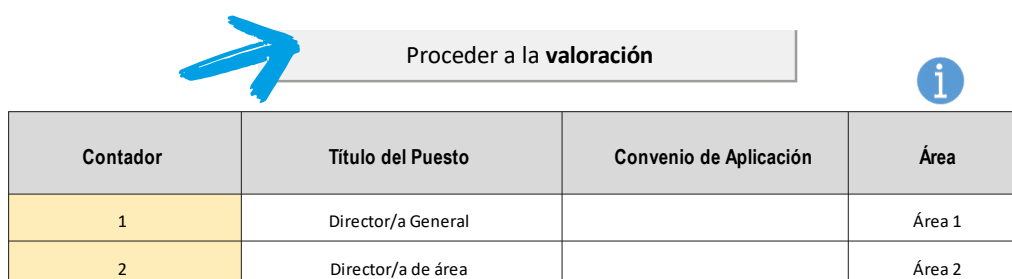 Proceder a la valoración
i
Contador Título del Puesto Convenio de Aplicación Área
1 Director/a General Área 1
2 Director/a de área Área 2